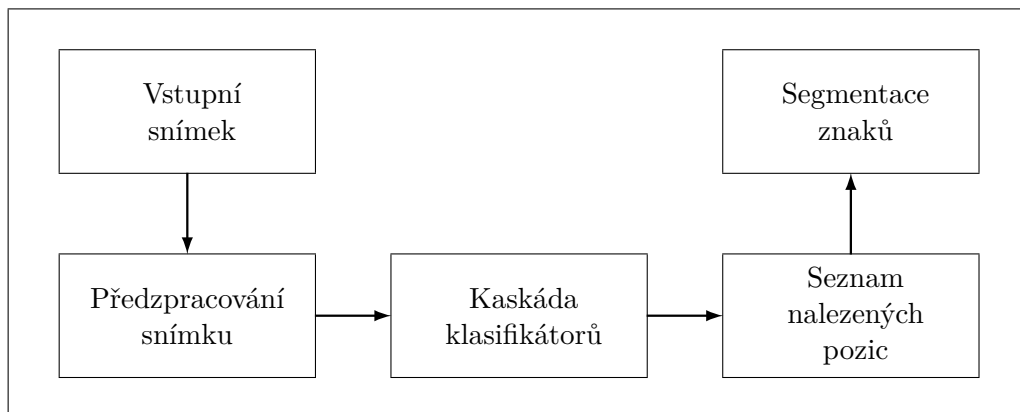 Vstupní
snímek
Segmentace
znaků
Předzpracování
snímku
Kaskáda
klasifikátorů
Seznam
nalezených
pozic